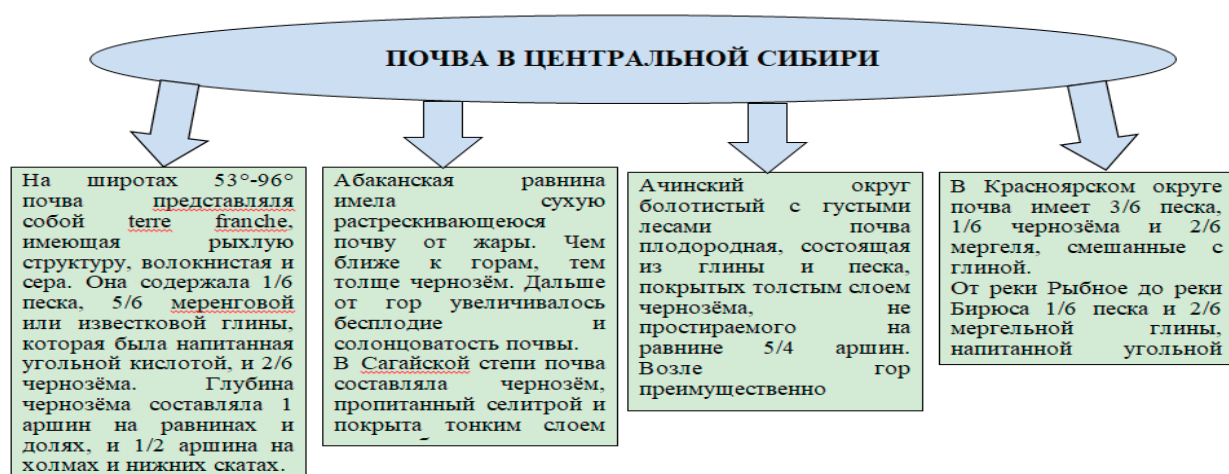 ПОЧВА В ЦЕНТРАЛЬНОЙ СИБИРИ
На широтах 53°-96°
почва представляля
собой terre franche,
имеющая рыхлую
структуру, волокнистая и
сера. Она содержала 1/6
песка, 5/6 меренговой
или известковой глины,
которая была напитанная
угольной кислотой, и 2/6
чернозёма. Глубина
чернозёма составляла 1
аршин на равнинах и
долях, и 1/2 аршина на
холмах и нижних скатах.
Абаканская равнина
имела сухую
растрескивающеюся
почву от жары. Чем
ближе к горам, тем
толще чернозём. Дальше
от гор увеличивалось
бесплодие и
солонцоватость почвы.
В Сагайской степи почва
составляла чернозём,
пропитанный селитрой и
покрыта тонким слоем
Ачинский округ
болотистый с густыми
лесами почва
плодородная, состоящая
из глины и песка,
покрытых толстым слоем
чернозёма, не
простираемого на
равнине 5/4 аршин.
Возле гор
преимущественно
В Красноярском округе
почва имеет 3/6 песка,
1/6 чернозёма и 2/6
мергеля, смешанные с
глиной.
От реки Рыбное до реки
Бирюса 1/6 песка и 2/6
мергельной глины,
напитанной угольной